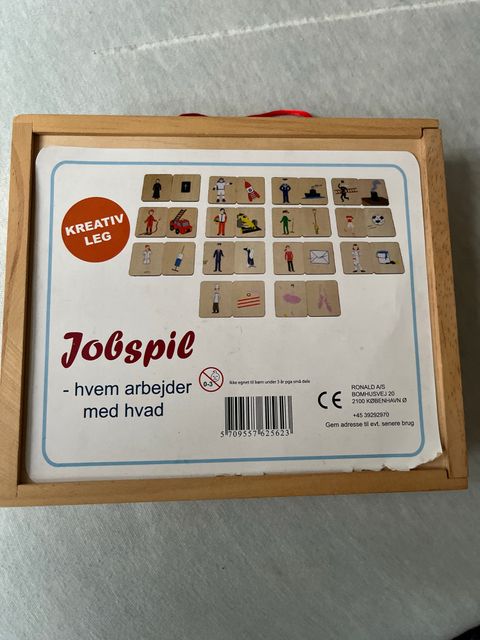 KREATIV
LEG
Jobspil
- hvem arbejder
med hvad
0-3
Ikke egnet til børn under 3 år pga små dele
5 709557 625623
CE
RONALD A/S
BOMHUSVEJ 20
2100 KØBENHAVN Ø
+45 39292970
Gem adresse til evt. senere brug